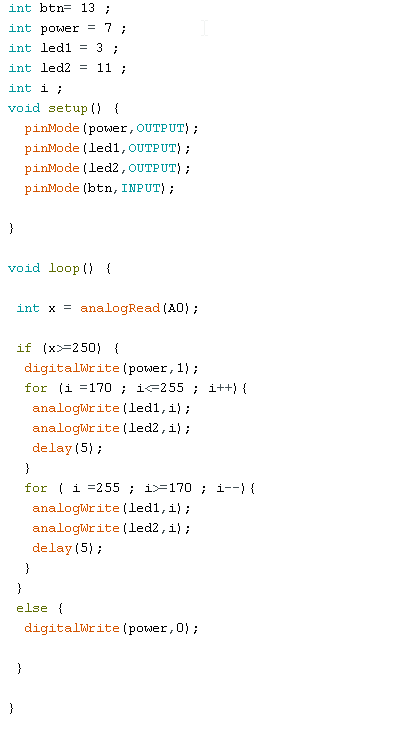 int btn= 13 ;
int power = 7 ;
int led1 = 3 ;
int led2 = 11 ;
int i ;
void setup() {
  pinMode(power,OUTPUT);
  pinMode(led1,OUTPUT);
  pinMode(led2,OUTPUT);
  pinMode(btn,INPUT);
}
void loop() {
 int x = analogRead(A0);
 if (x>=250) {
  digitalWrite(power,1);
  for (i =170 ; i<=255 ; i++){
   analogWrite(led1,i);
   analogWrite(led2,i);
   delay(5);
  }
  for ( i =255 ; i>=170 ; i--){
   analogWrite(led1,i);
   analogWrite(led2,i);
   delay(5);
  }
 }
 else {
  digitalWrite(power,0);
 }
}